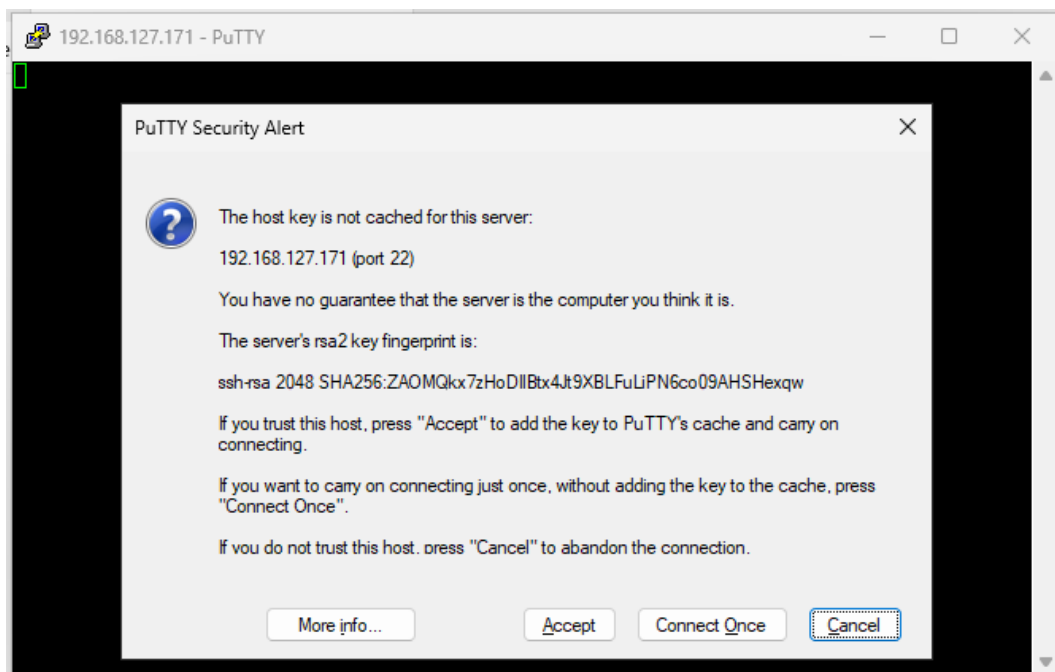 192.168.127.171 - PuTTY
PuTTY Security Alert
The host key is not cached for this server:
192.168.127.171 (port 22)
You have no guarantee that the server is the computer you think it is.
The server's rsa2 key fingerprint is:
ssh-rsa 2048 SHA256:ZAOMQkx7zHoDIlBtx4Jt9XBLFuLiPN6co09AHSHexqw
If you trust this host, press "Accept" to add the key to PuTTY's cache and carry on
connecting.
If you want to carry on connecting just once, without adding the key to the cache, press
"Connect Once".
If you do not trust this host, press "Cancel" to abandon the connection.
More info...
Accept
Connect Once
Cancel